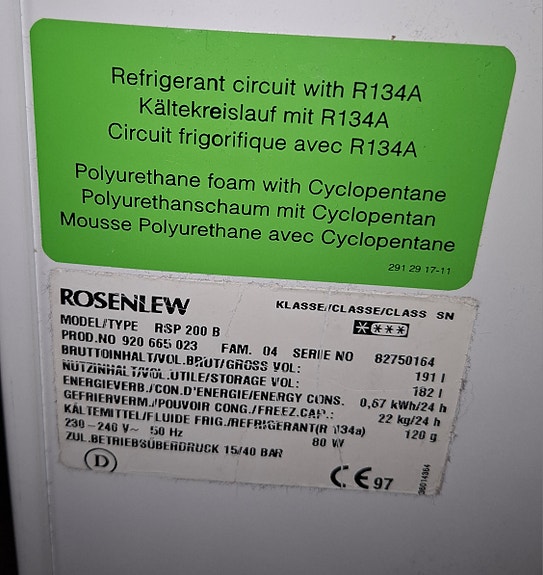 Refrigerant circuit with R134A
Kältekreislauf mit R134A
Circuit frigorifique avec R134A
Polyurethane foam with Cyclopentane
Polyurethanschaum mit Cyclopentan
Mousse Polyurethane avec Cyclopentane
291 29 17-11
ROSENLEW KLASSE/CLASSE/CLASS SN
MODEL/TYPE RSP 200 B
PROD.NO 920 665 023 FAM. 04 SERIE NO 82750164
BRUTTOINHALT/VOL.BRUT/GROSS VOL: 191 l
NUTZINHALT/VOL.UTILE/STORAGE VOL: 182 l
ENERGIEVERB./CON.D'ENERGIE/ENERGY CONS. 0,67 kWh/24 h
GEFRIERVERM./POUVOIR CONG./FREEZ.CAP.: 22 kg/24 h
KÄLTEMITTEL/FLUIDE FRIG./REFRIGERANT(R 134a) 120 g
230-240 V~ 50 Hz 80 W
ZUL.BETRIEBSÜBERDRUCK 15/40 BAR
D CE 97